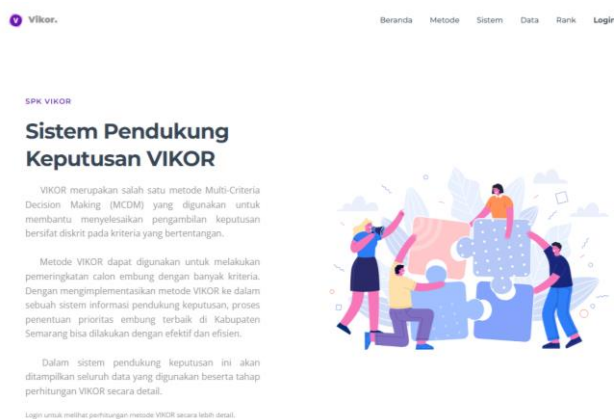 V Vikor.
Beranda Metode Sistem Data Rank Login
SPK VIKOR
Sistem Pendukung
Keputusan VIKOR
VIKOR merupakan salah satu metode Multi-Criteria
Decision Making (MCDM) yang digunakan untuk
membantu menyelesaikan pengambilan keputusan
bersifat diskrit pada kriteria yang bertentangan.
Metode VIKOR dapat digunakan untuk melakukan
pemeringkatan calon embung dengan banyak kriteria.
Dengan mengimplementasikan metode VIKOR ke dalam
sebuah sistem informasi pendukung keputusan, proses
penentuan prioritas embung terbaik di Kabupaten
Semarang bisa dilakukan dengan efektif dan efisien.
Dalam sistem pendukung keputusan ini akan
ditampilkan seluruh data yang digunakan beserta tahap
perhitungan VIKOR secara detail.
Login untuk melihat perhitungan metode VIKOR secara lebih detail.